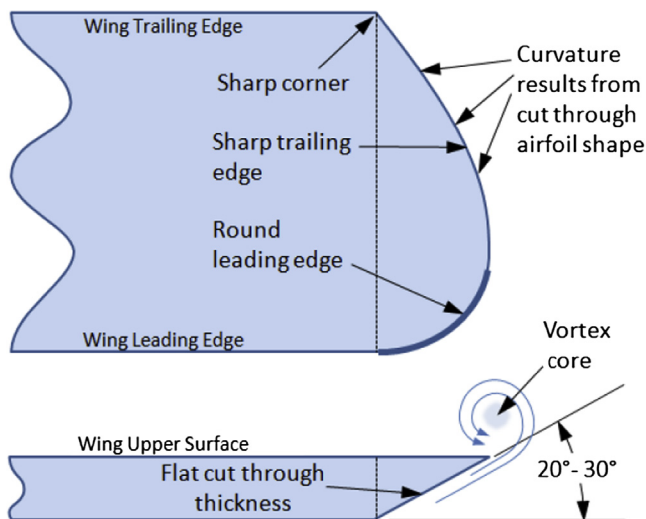 Wing Trailing Edge
Sharp corner
Curvature
results from
cut through
airfoil shape
Sharp trailing
edge
Round
leading edge
Wing Leading Edge
Vortex
core
Wing Upper Surface
Flat cut through
thickness
20°- 30°